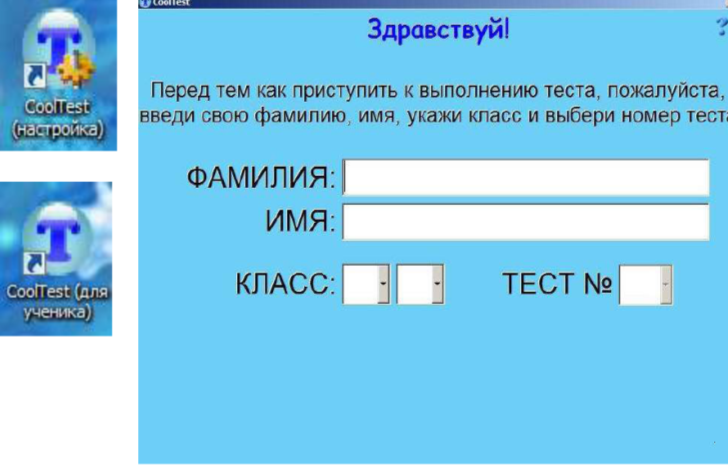 CoolTest
(настройка)
CoolTest (для
ученика)
CoolTest
Здравствуй!
?
Перед тем как приступить к выполнению теста, пожалуйста,
введи свою фамилию, имя, укажи класс и выбери номер теста
ФАМИЛИЯ:
ИМЯ:
КЛАСС:
ТЕСТ №